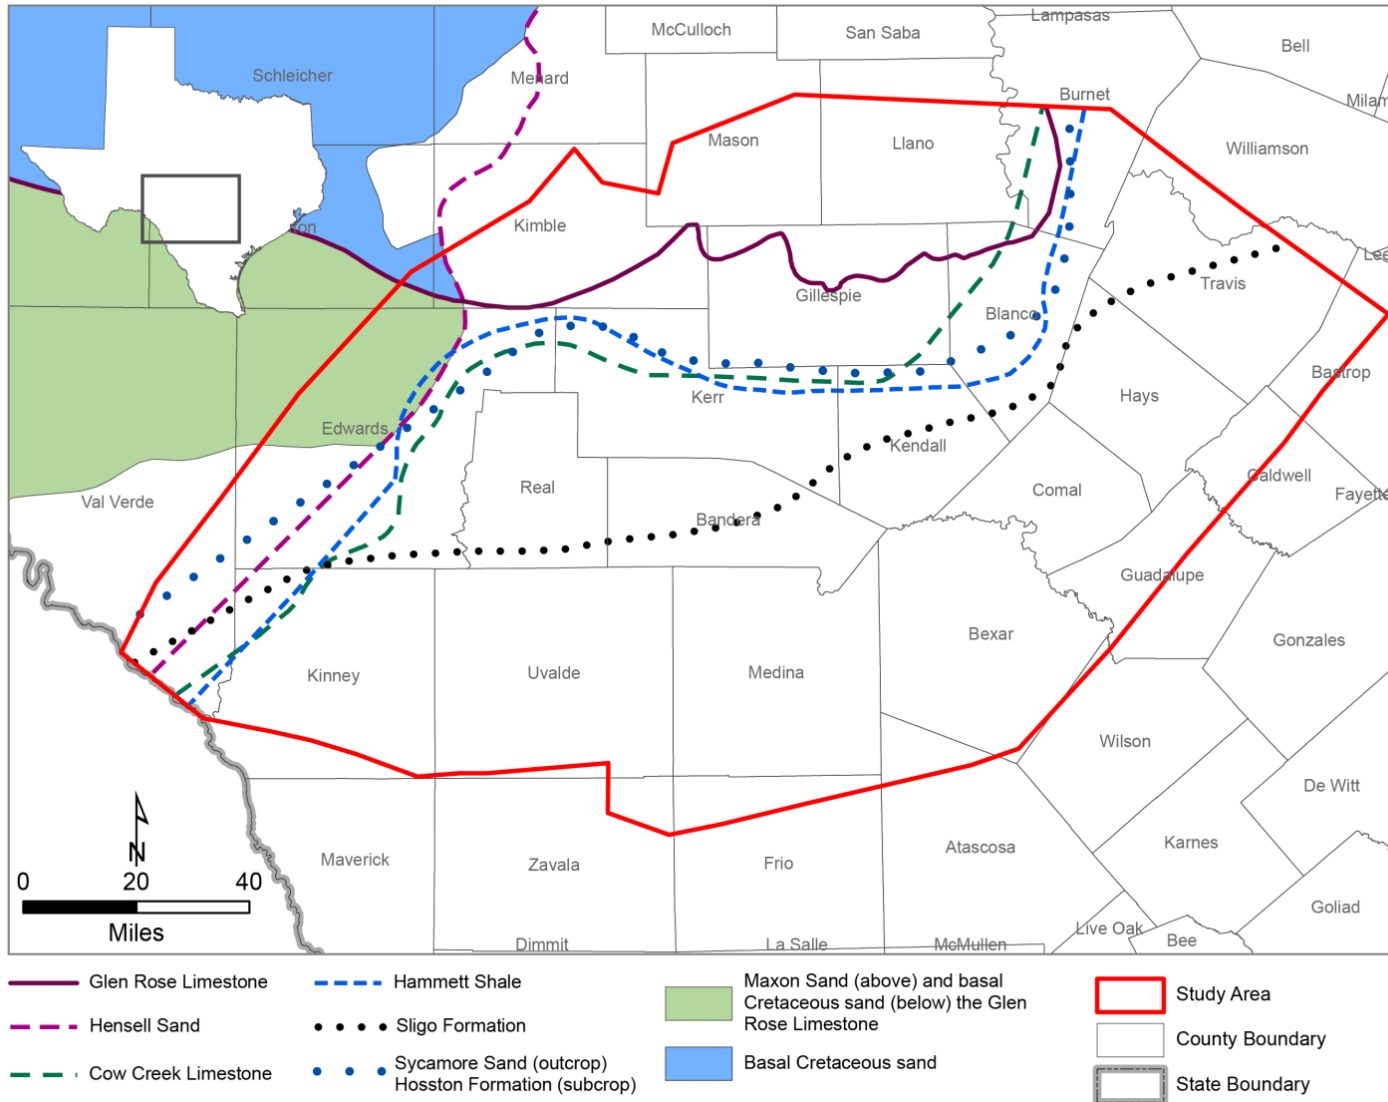 McCulloch
San Saba
Lampasas
Bell
Schleicher
Menard
Burnet
Milam
Mason
Llano
Williamson
Kimble
ton
Lee
Travis
Gillespie
Blanco
Bastrop
Hays
Kerr
Edwards
Kendall
Caldwell
Fayette
Val Verde
Real
Comal
Bandera
Guadalupe
Bexar
Gonzales
Kinney
Uvalde
Medina
Wilson
De Witt
Karnes
Maverick
Zavala
Frio
Atascosa
Goliad
Live Oak
Bee
Dimmit
La Salle
McMullen
N
0 20 40
Miles
Glen Rose Limestone
Hensell Sand
Cow Creek Limestone
Hammett Shale
Sligo Formation
Sycamore Sand (outcrop)
Hosston Formation (subcrop)
Maxon Sand (above) and basal
Cretaceous sand (below) the Glen
Rose Limestone
Basal Cretaceous sand
Study Area
County Boundary
State Boundary